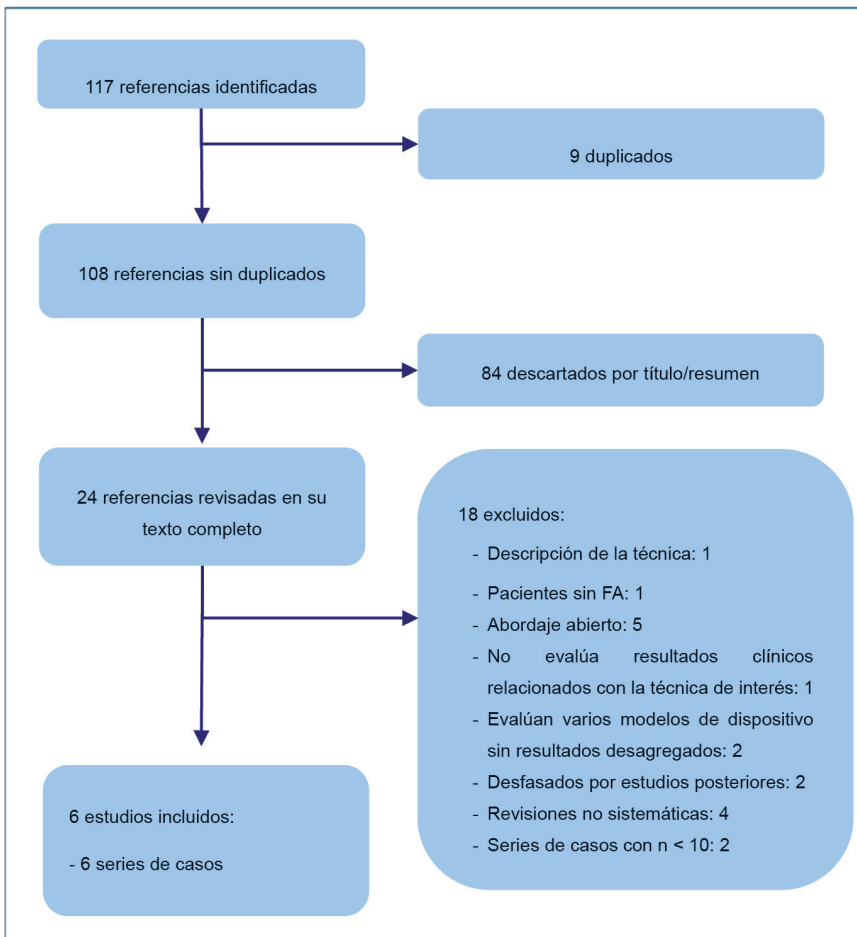 117 referencias identificadas
9 duplicados
108 referencias sin duplicados
84 descartados por título/resumen
24 referencias revisadas en su
texto completo
18 excluidos:
- Descripción de la técnica: 1
- Pacientes sin FA: 1
- Abordaje abierto: 5
- No evalúa resultados clínicos
relacionados con la técnica de interés: 1
- Evalúan varios modelos de dispositivo
sin resultados desagregados: 2
- Desfasados por estudios posteriores: 2
- Revisiones no sistemáticas: 4
- Series de casos con n < 10: 2
6 estudios incluidos:
- 6 series de casos